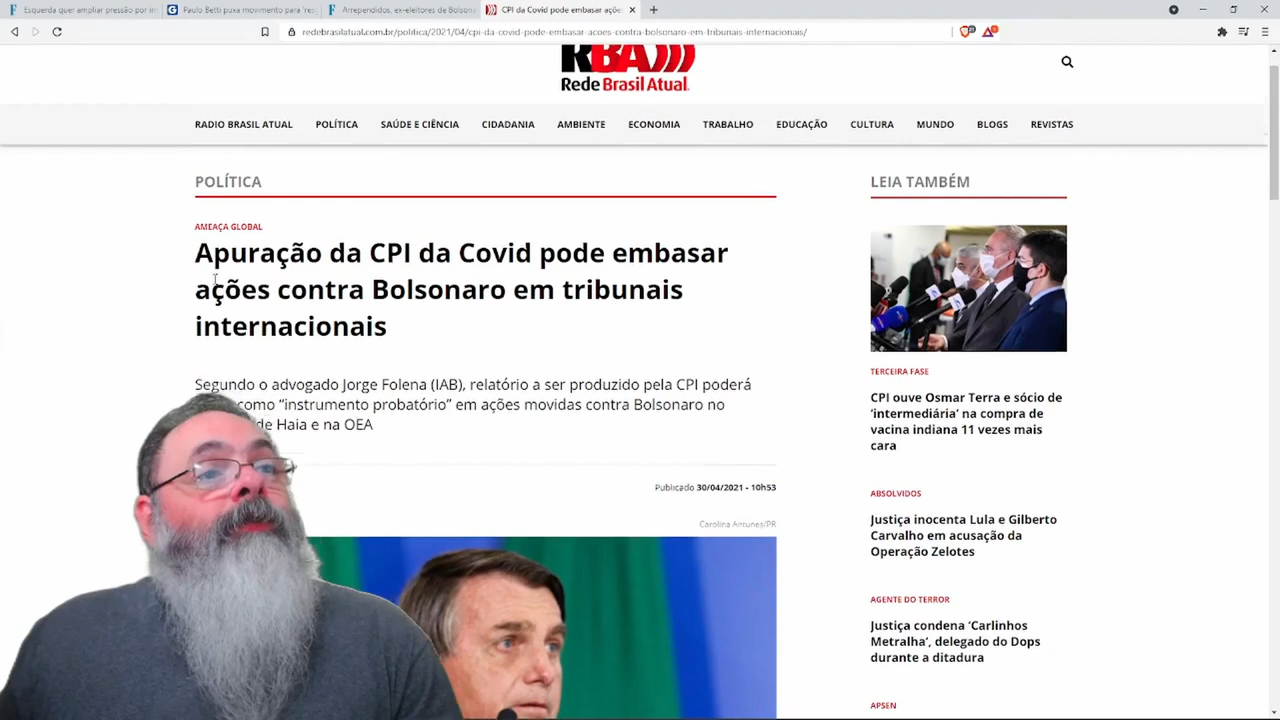 Esquerda quer ampliar pressão por im
Paulo Betti puxa movimento para 'resp
Arrependidos, ex-eleitores de Bolsona
CPI da Covid pode embasar açõe
redebrasilatual.com.br/politica/2021/04/cpi-da-covid-pode-embasar-acoes-contra-bolsonaro-em-tribunais-internacionais/
RBA
Rede Brasil Atual
RADIO BRASIL ATUAL POLÍTICA SAÚDE E CIÊNCIA CIDADANIA AMBIENTE ECONOMIA TRABALHO EDUCAÇÃO CULTURA MUNDO BLOGS REVISTAS
POLÍTICA
AMEAÇA GLOBAL
Apuração da CPI da Covid pode embasar
ações contra Bolsonaro em tribunais
internacionais
Segundo o advogado Jorge Folena (IAB), relatório a ser produzido pela CPI poderá
como “instrumento probatório” em ações movidas contra Bolsonaro no
de Haia e na OEA
Publicado 30/04/2021 - 10h53
Carolina Antunes/PR
LEIA TAMBÉM
TERCEIRA FASE
CPI ouve Osmar Terra e sócio de
‘intermediária’ na compra de
vacina indiana 11 vezes mais
cara
ABSOLVIDOS
Justiça inocenta Lula e Gilberto
Carvalho em acusação da
Operação Zelotes
AGENTE DO TERROR
Justiça condena ‘Carlinhos
Metralha’, delegado do Dops
durante a ditadura
APSEN